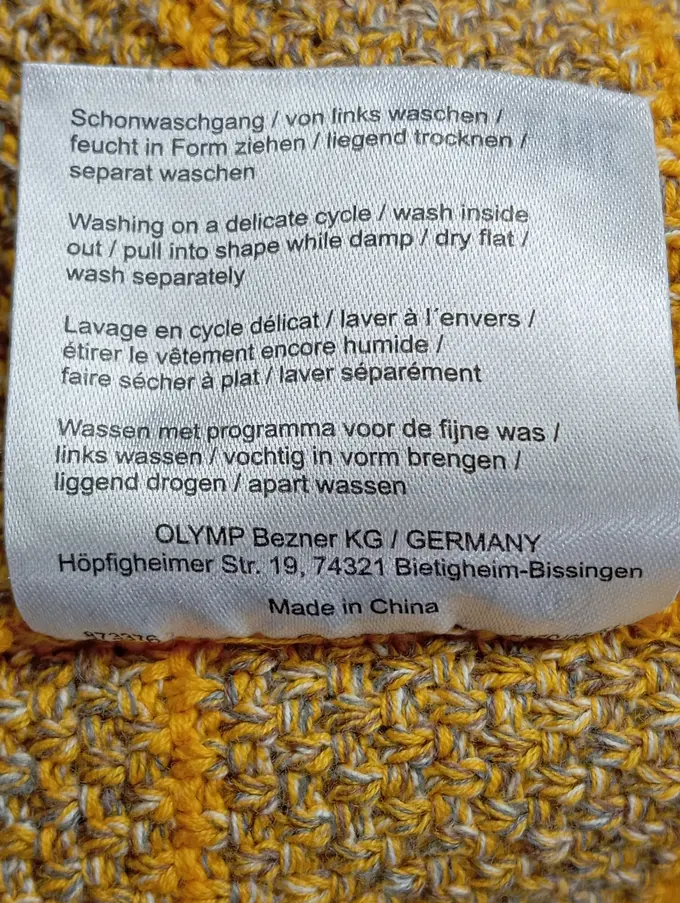 Schonwaschgang / von links waschen /
feucht in Form ziehen / liegend trocknen /
separat waschen
Washing on a delicate cycle / wash inside
out / pull into shape while damp / dry flat /
wash separately
Lavage en cycle délicat / laver à l´envers /
étirer le vêtement encore humide /
faire sécher à plat / laver séparément
Wassen met programma voor de fijne was /
links wassen / vochtig in vorm brengen /
liggend drogen / apart wassen
OLYMP Bezner KG / GERMANY
Höpfigheimer Str. 19, 74321 Bietigheim-Bissingen
Made in China